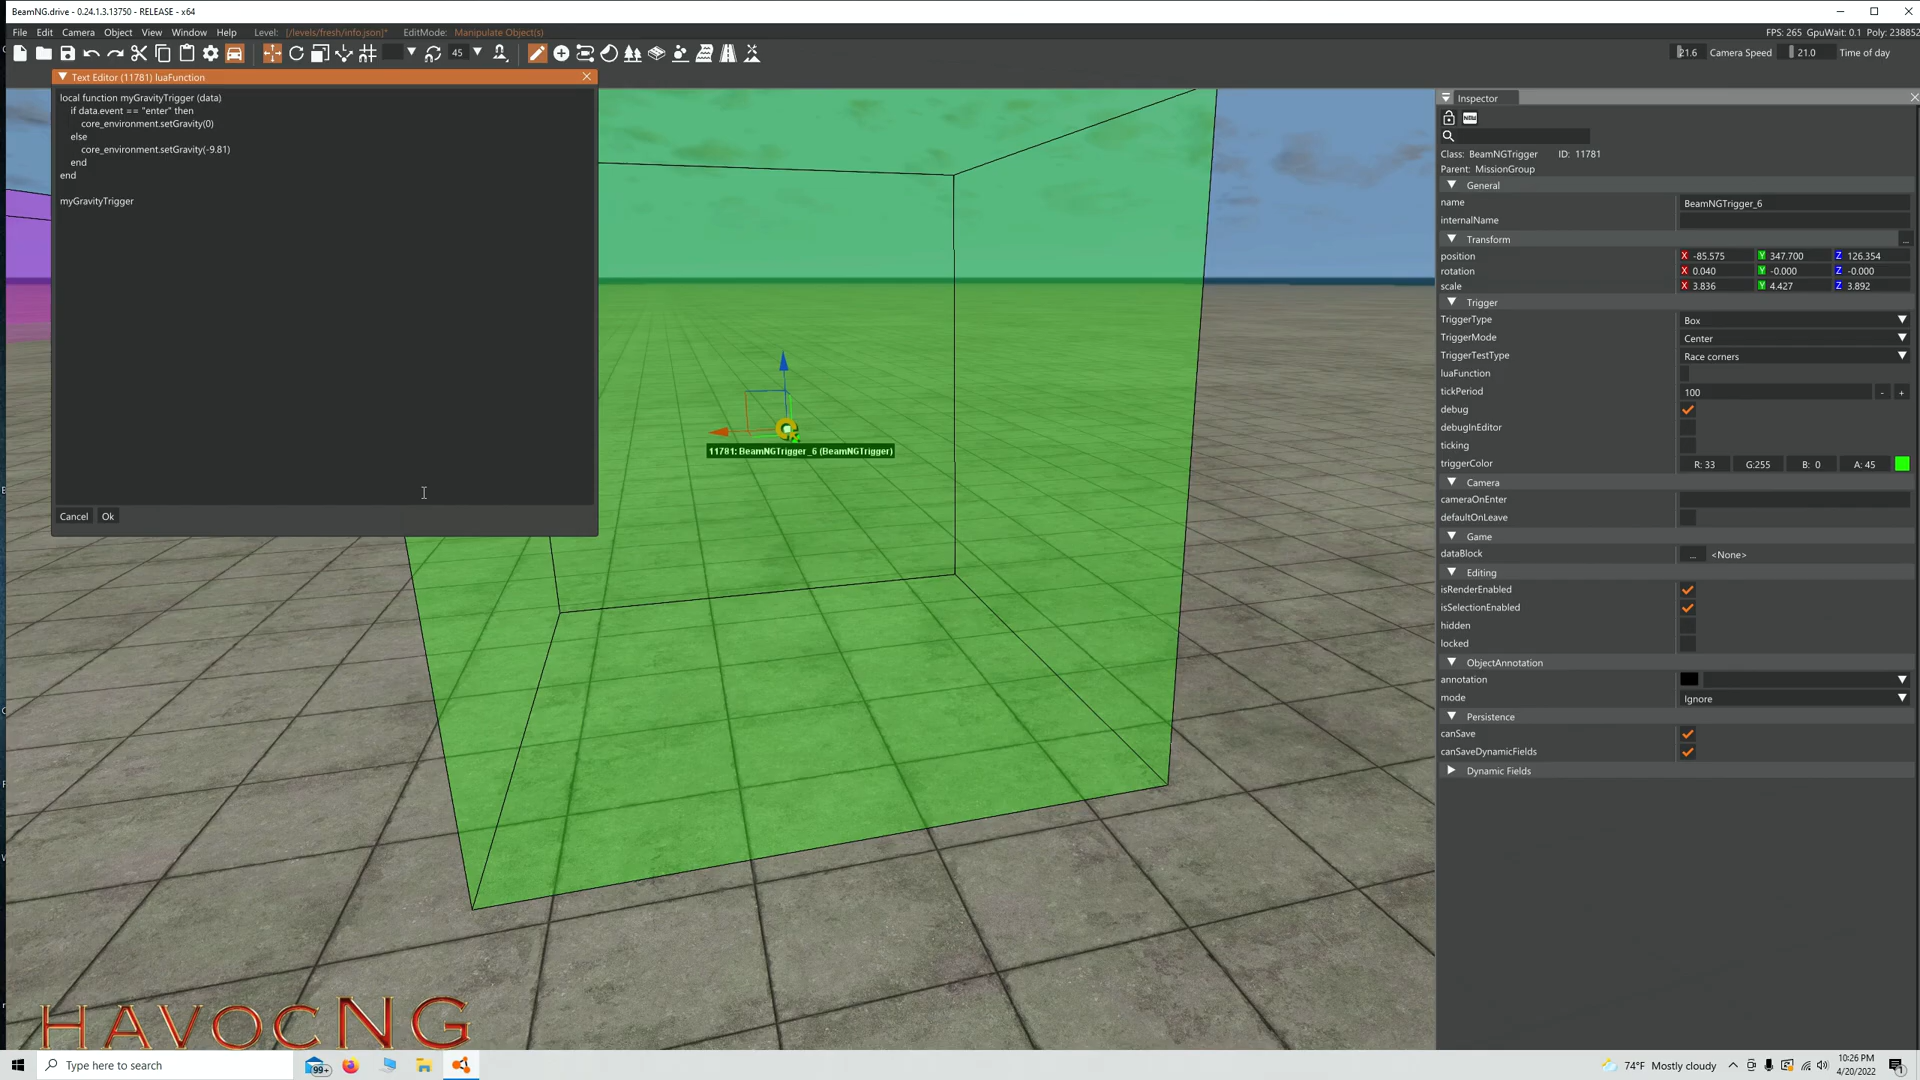 BeamNG.drive - 0.24.1.3.13750 - RELEASE - x64
File Edit Camera Object View Window Help Level: [/levels/fresh/info.json]* EditMode: Manipulate Object(s)
FPS: 265 GpuWait: 0.1 Poly: 238852
45
21.6 Camera Speed 21.0 Time of day
Text Editor (11781) luaFunction
local function myGravityTrigger (data)
if data.event == "enter" then
core_environment.setGravity(0)
else
core_environment.setGravity(-9.81)
end
end
myGravityTrigger
Cancel Ok
11781: BeamNGTrigger_6 (BeamNGTrigger)
Inspector
NEW
Class: BeamNGTrigger ID: 11781
Parent: MissionGroup
General
name BeamNGTrigger_6
internalName
Transform ...
position X -85.575 Y 347.700 Z 126.354
rotation X 0.040 Y -0.000 Z -0.000
scale X 3.836 Y 4.427 Z 3.892
Trigger
TriggerType Box
TriggerMode Center
TriggerTestType Race corners
luaFunction
tickPeriod 100 - +
debug
debugInEditor
ticking
triggerColor R: 33 G:255 B: 0 A: 45
Camera
cameraOnEnter
defaultOnLeave
Game
dataBlock ... <None>
Editing
isRenderEnabled
isSelectionEnabled
hidden
locked
ObjectAnnotation
annotation
mode Ignore
Persistence
canSave
canSaveDynamicFields
Dynamic Fields
HAVOCNG
Type here to search
99+
74°F Mostly cloudy
10:26 PM
4/20/2022
1